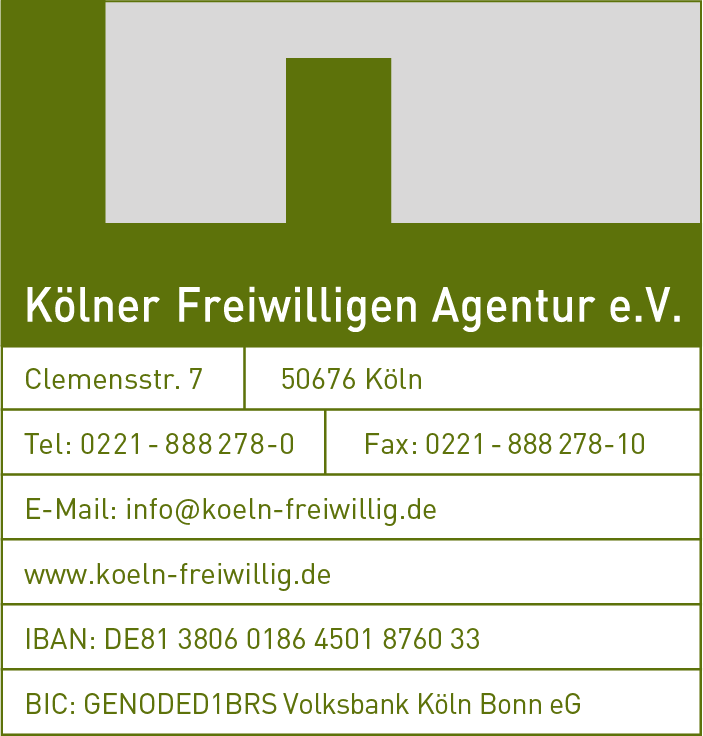 Kölner Freiwilligen Agentur e.V.
Clemensstr. 7 50676 Köln
Tel: 0221 - 888 278-0 Fax: 0221 - 888 278-10
E-Mail: info@koeln-freiwillig.de
www.koeln-freiwillig.de
IBAN: DE81 3806 0186 4501 8760 33
BIC: GENODED1BRS Volksbank Köln Bonn eG